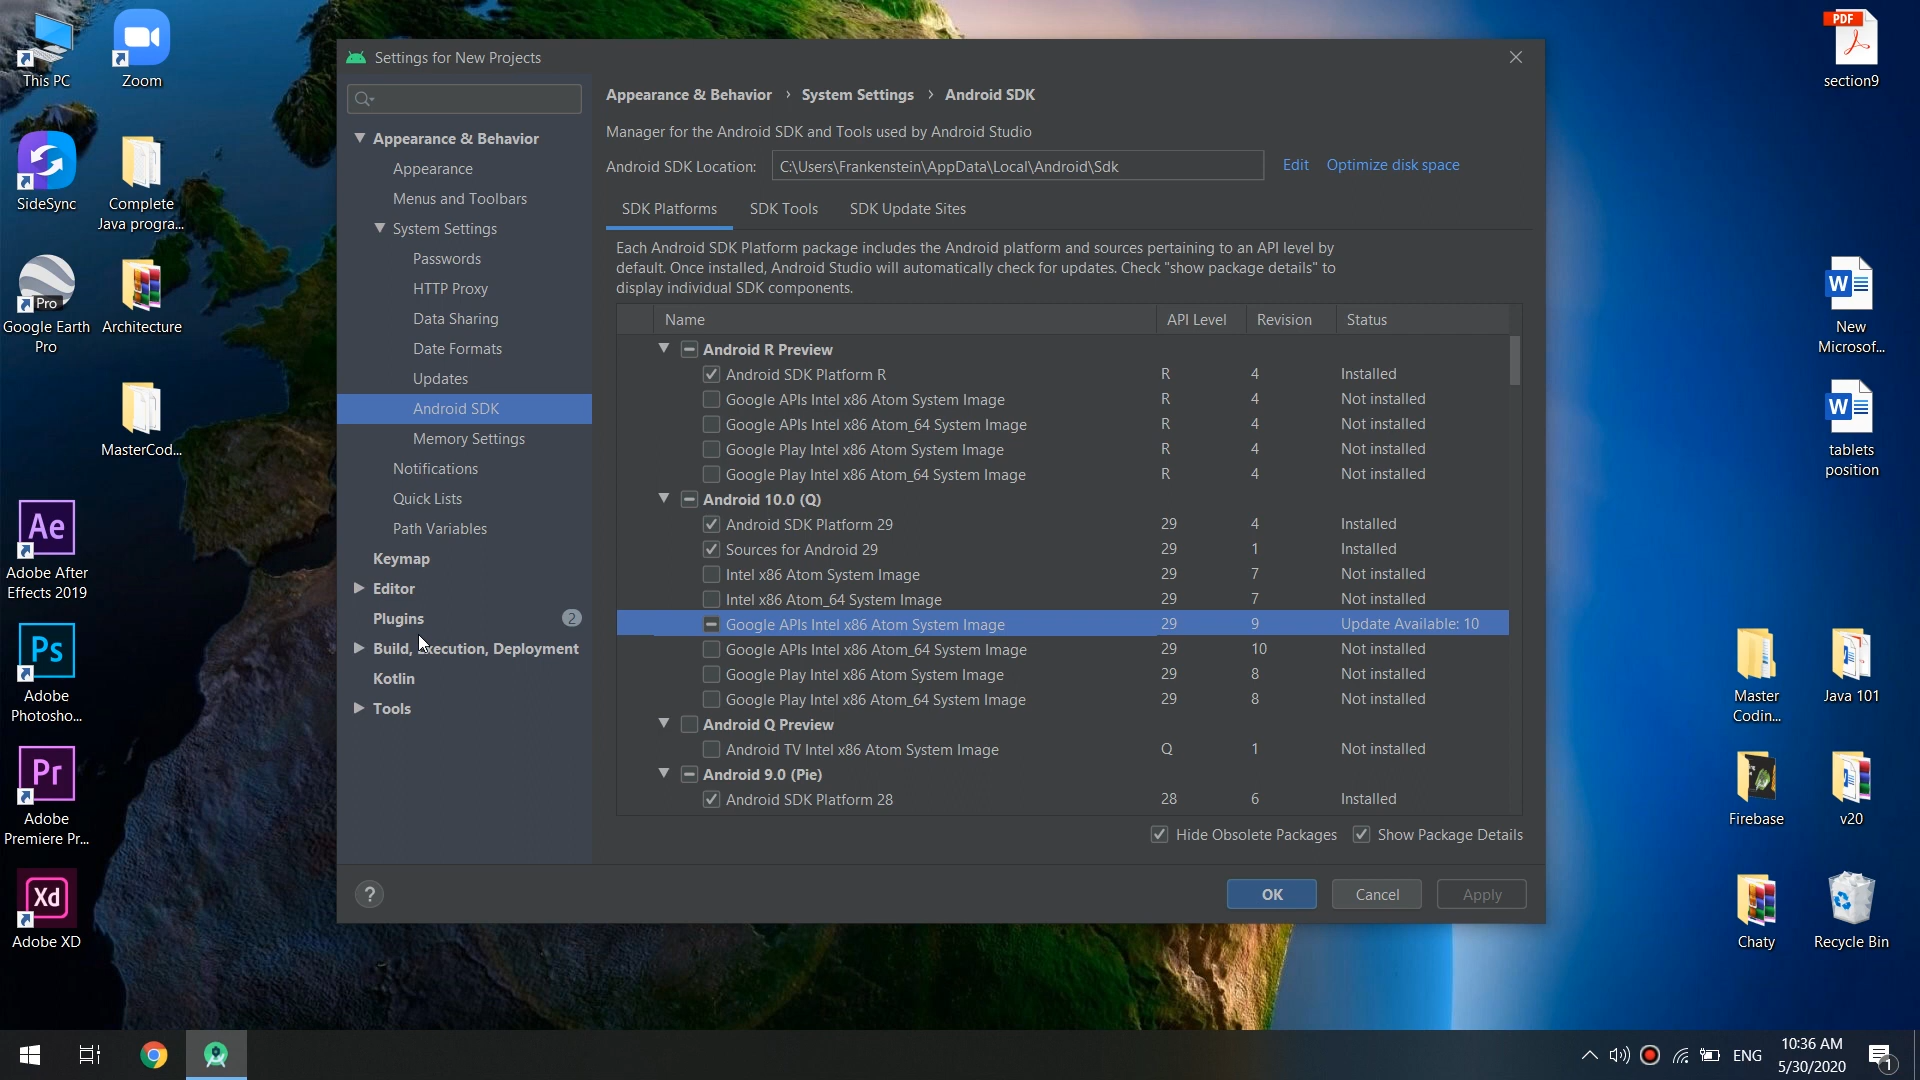 This PC
Zoom
SideSync
Complete
Java progra...
Pro
Google Earth
Pro
Architecture
MasterCod...
Ae
Adobe After
Effects 2019
Ps
Adobe
Photosho...
Pr
Adobe
Premiere Pr...
Xd
Adobe XD
Settings for New Projects
Appearance & Behavior
Appearance
Menus and Toolbars
System Settings
Passwords
HTTP Proxy
Data Sharing
Date Formats
Updates
Android SDK
Memory Settings
Notifications
Quick Lists
Path Variables
Keymap
Editor
Plugins 2
Build, Execution, Deployment
Kotlin
Tools
Appearance & Behavior › System Settings › Android SDK
Manager for the Android SDK and Tools used by Android Studio
Android SDK Location: C:\Users\Frankenstein\AppData\Local\Android\Sdk Edit Optimize disk space
SDK Platforms SDK Tools SDK Update Sites
Each Android SDK Platform package includes the Android platform and sources pertaining to an API level by
default. Once installed, Android Studio will automatically check for updates. Check "show package details" to
display individual SDK components.
Name API Level Revision Status
Android R Preview
Android SDK Platform R R 4 Installed
Google APIs Intel x86 Atom System Image R 4 Not installed
Google APIs Intel x86 Atom_64 System Image R 4 Not installed
Google Play Intel x86 Atom System Image R 4 Not installed
Google Play Intel x86 Atom_64 System Image R 4 Not installed
Android 10.0 (Q)
Android SDK Platform 29 29 4 Installed
Sources for Android 29 29 1 Installed
Intel x86 Atom System Image 29 7 Not installed
Intel x86 Atom_64 System Image 29 7 Not installed
Google APIs Intel x86 Atom System Image 29 9 Update Available: 10
Google APIs Intel x86 Atom_64 System Image 29 10 Not installed
Google Play Intel x86 Atom System Image 29 8 Not installed
Google Play Intel x86 Atom_64 System Image 29 8 Not installed
Android Q Preview
Android TV Intel x86 Atom System Image Q 1 Not installed
Android 9.0 (Pie)
Android SDK Platform 28 28 6 Installed
Hide Obsolete Packages Show Package Details
? OK Cancel Apply
PDF
section9
W
New
Microsof...
W
tablets
position
Master
Codin...
Java 101
Firebase
v20
Chaty
Recycle Bin
ENG
10:36 AM
5/30/2020
1